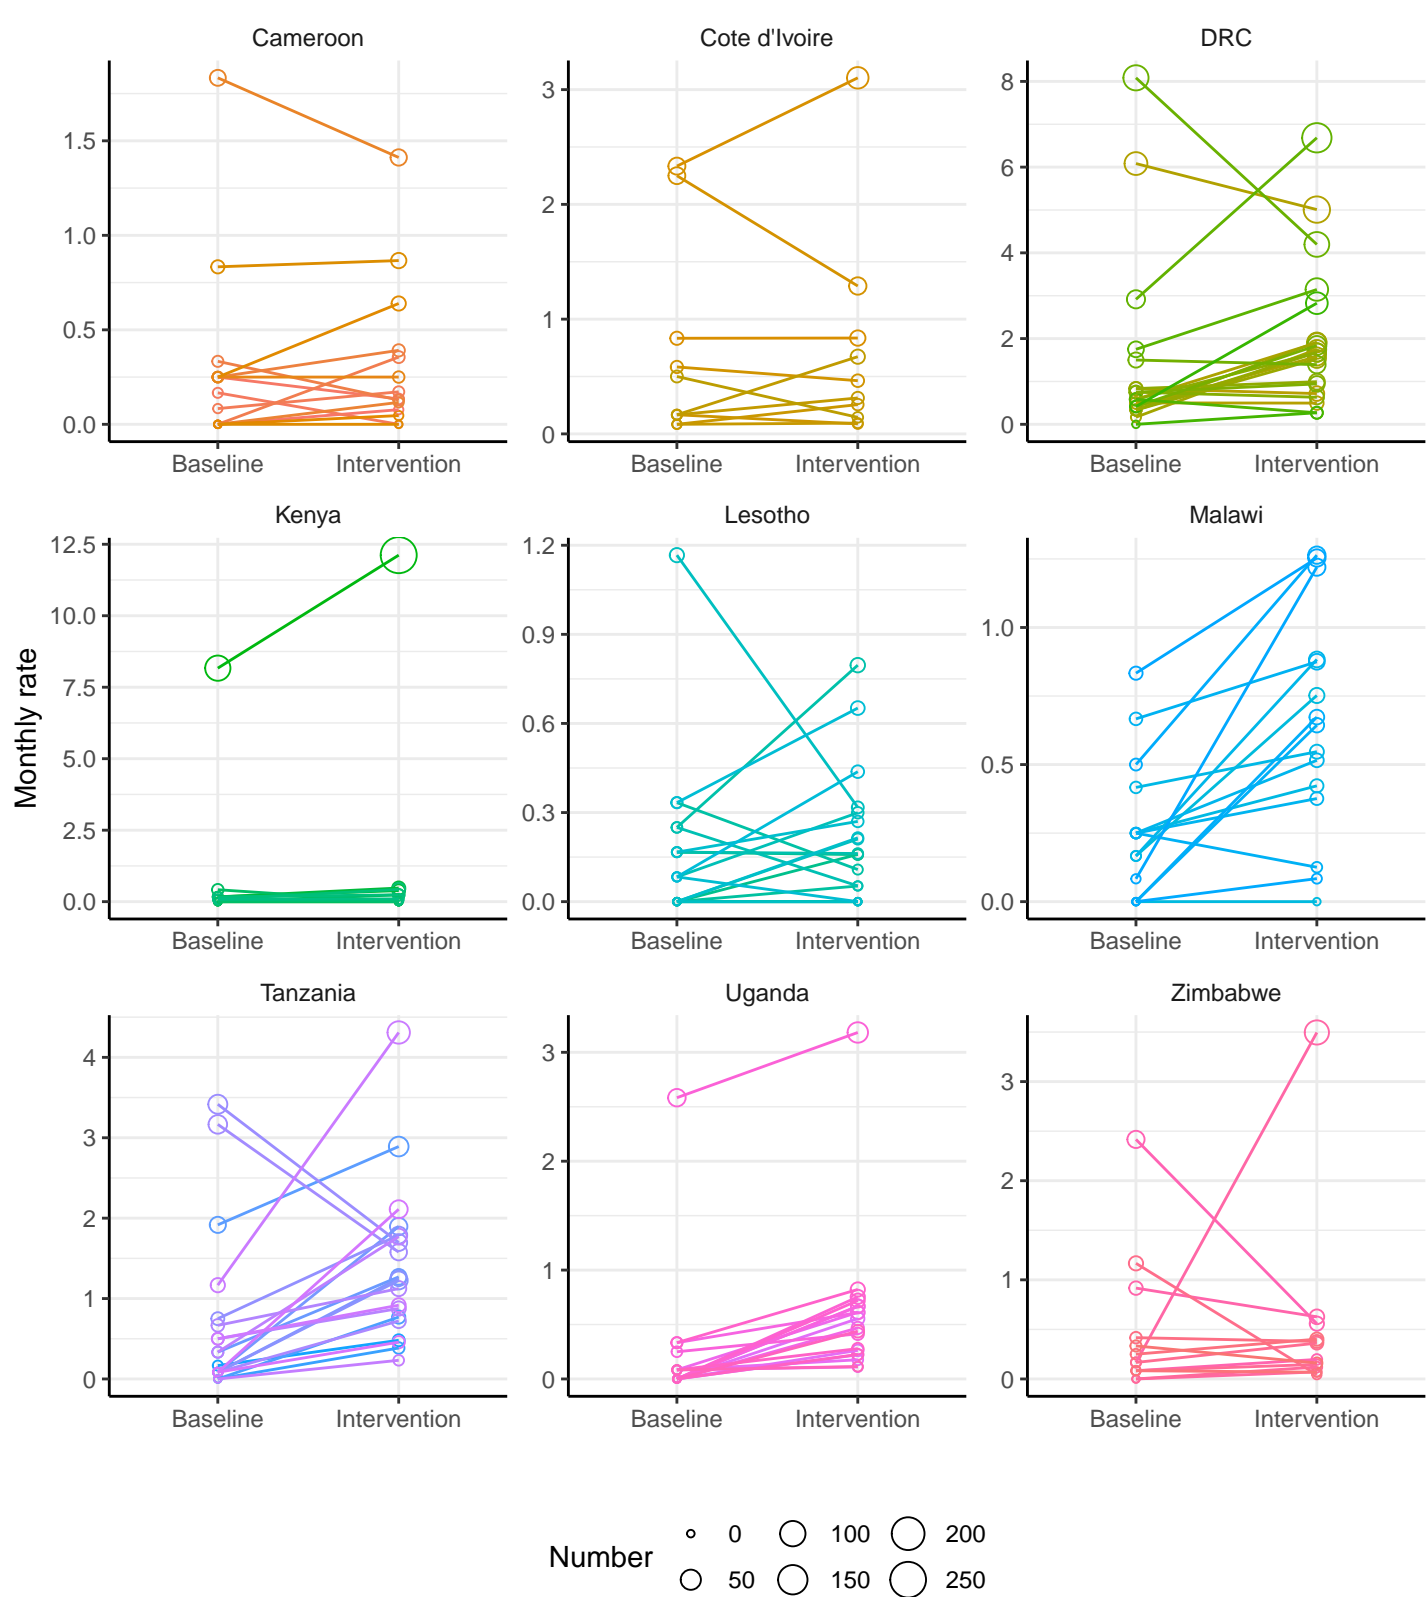 Cameroon
Cote d'Ivoire
DRC
1.5
1.0
0.5
0.0
3
2
1
0
8
6
4
2
0
Baseline Intervention
Baseline Intervention
Baseline Intervention
Kenya
Lesotho
Malawi
Monthly rate
12.5
10.0
7.5
5.0
2.5
0.0
1.2
0.9
0.6
0.3
0.0
1.0
0.5
0.0
Baseline Intervention
Baseline Intervention
Baseline Intervention
Tanzania
Uganda
Zimbabwe
4
3
2
1
0
3
2
1
0
3
2
1
0
Baseline Intervention
Baseline Intervention
Baseline Intervention
Number
0 100 200
50 150 250